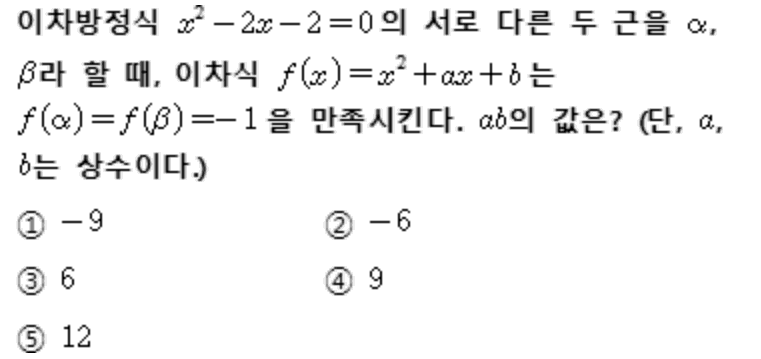 이차방정식 x²−2x−2=0의 서로 다른 두 근을 α,
β라 할 때, 이차식 f(x)=x²+ax+b는
f(α)=f(β)=−1을 만족시킨다. ab의 값은? (단, a,
b는 상수이다.)
① −9 ② −6
③ 6 ④ 9
⑤ 12